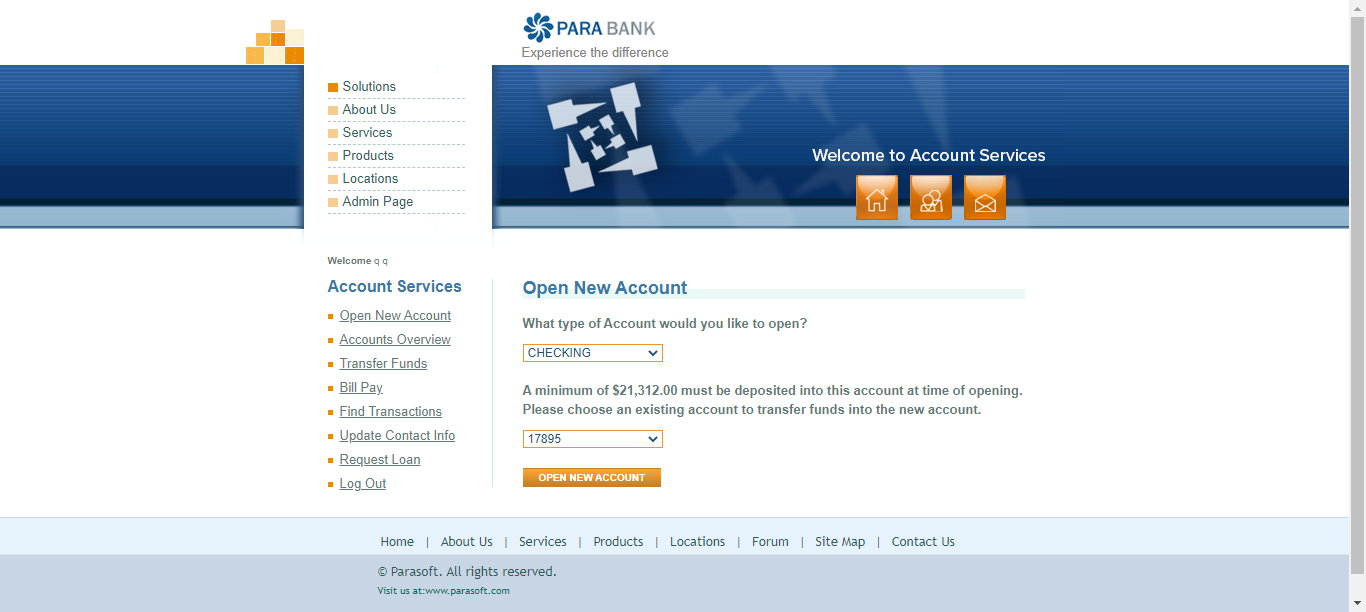 PARA BANK
Experience the difference
Solutions
About Us
Services
Products
Locations
Admin Page
Welcome to Account Services
Welcome q q
Account Services
Open New Account
Accounts Overview
Transfer Funds
Bill Pay
Find Transactions
Update Contact Info
Request Loan
Log Out
Open New Account
What type of Account would you like to open?
CHECKING
A minimum of $21,312.00 must be deposited into this account at time of opening.
Please choose an existing account to transfer funds into the new account.
17895
OPEN NEW ACCOUNT
Home | About Us | Services | Products | Locations | Forum | Site Map | Contact Us
© Parasoft. All rights reserved.
Visit us at:www.parasoft.com